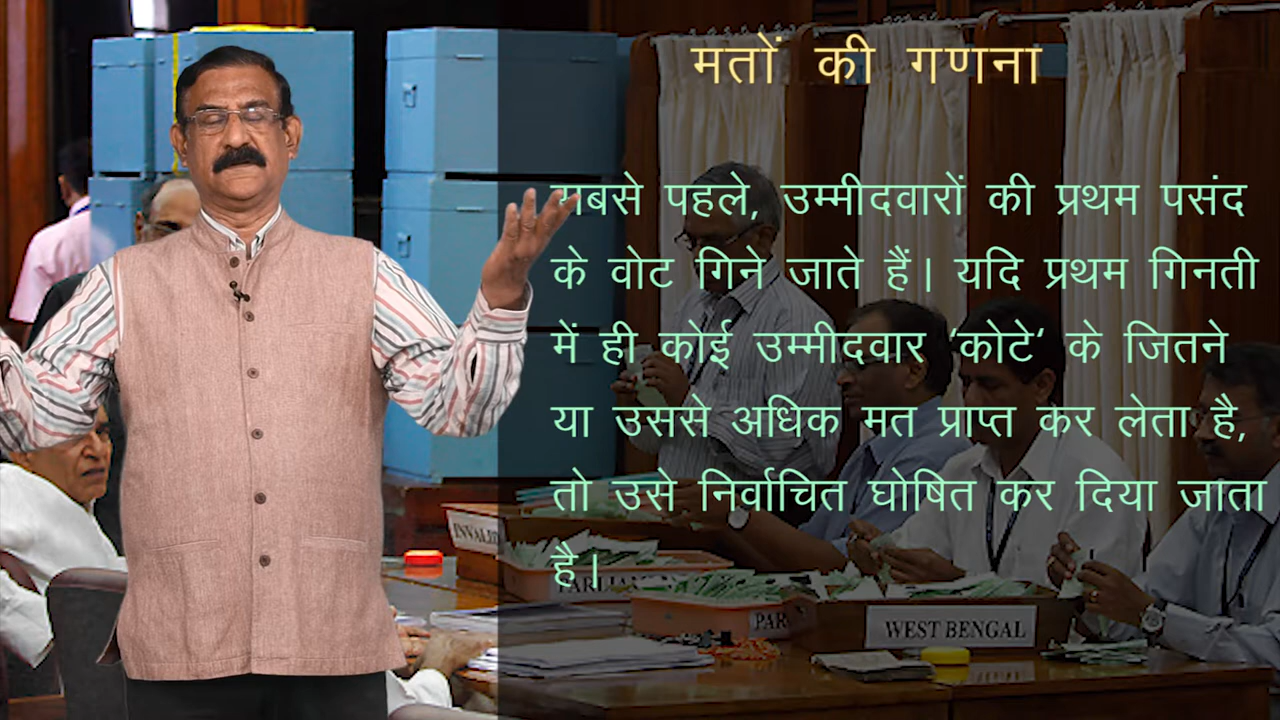 मतों की गणना
सबसे पहले, उम्मीदवारों की प्रथम पसंद
के वोट गिने जाते हैं। यदि प्रथम गिनती
में ही कोई उम्मीदवार ‘कोटे’ के जितने
या उससे अधिक मत प्राप्त कर लेता है,
तो उसे निर्वाचित घोषित कर दिया जाता
है।
WEST BENGAL